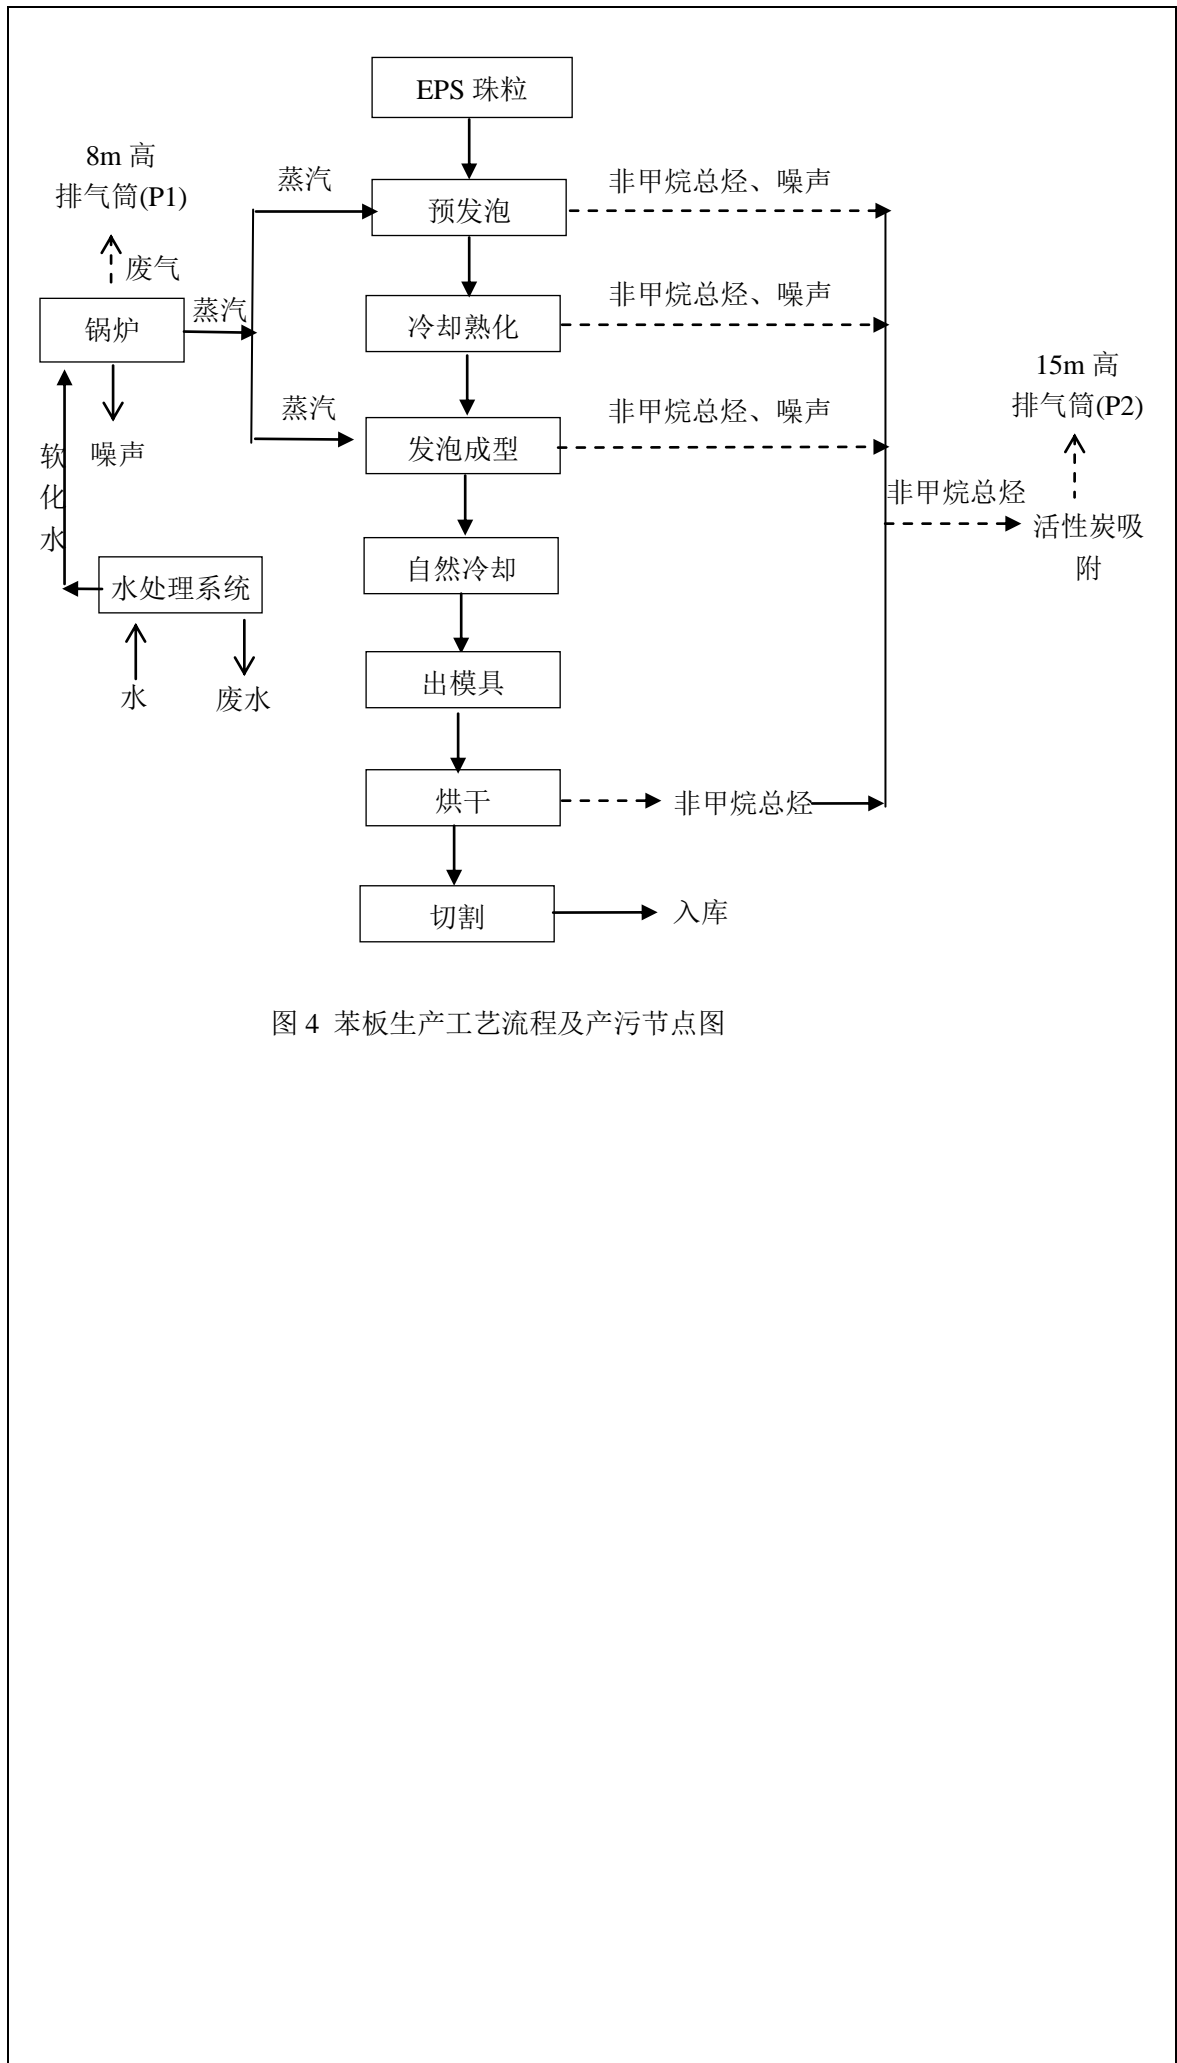 EPS 珠粒
8m 高
排气筒(P1)
蒸汽
非甲烷总烃、噪声
预发泡
废气
蒸汽
非甲烷总烃、噪声
锅炉
冷却熟化
15m 高
排气筒(P2)
蒸汽
非甲烷总烃、噪声
发泡成型
软
化
水
噪声
非甲烷总烃
活性炭吸
附
自然冷却
水处理系统
水
废水
出模具
烘干
非甲烷总烃
切割
入库
图 4 苯板生产工艺流程及产污节点图